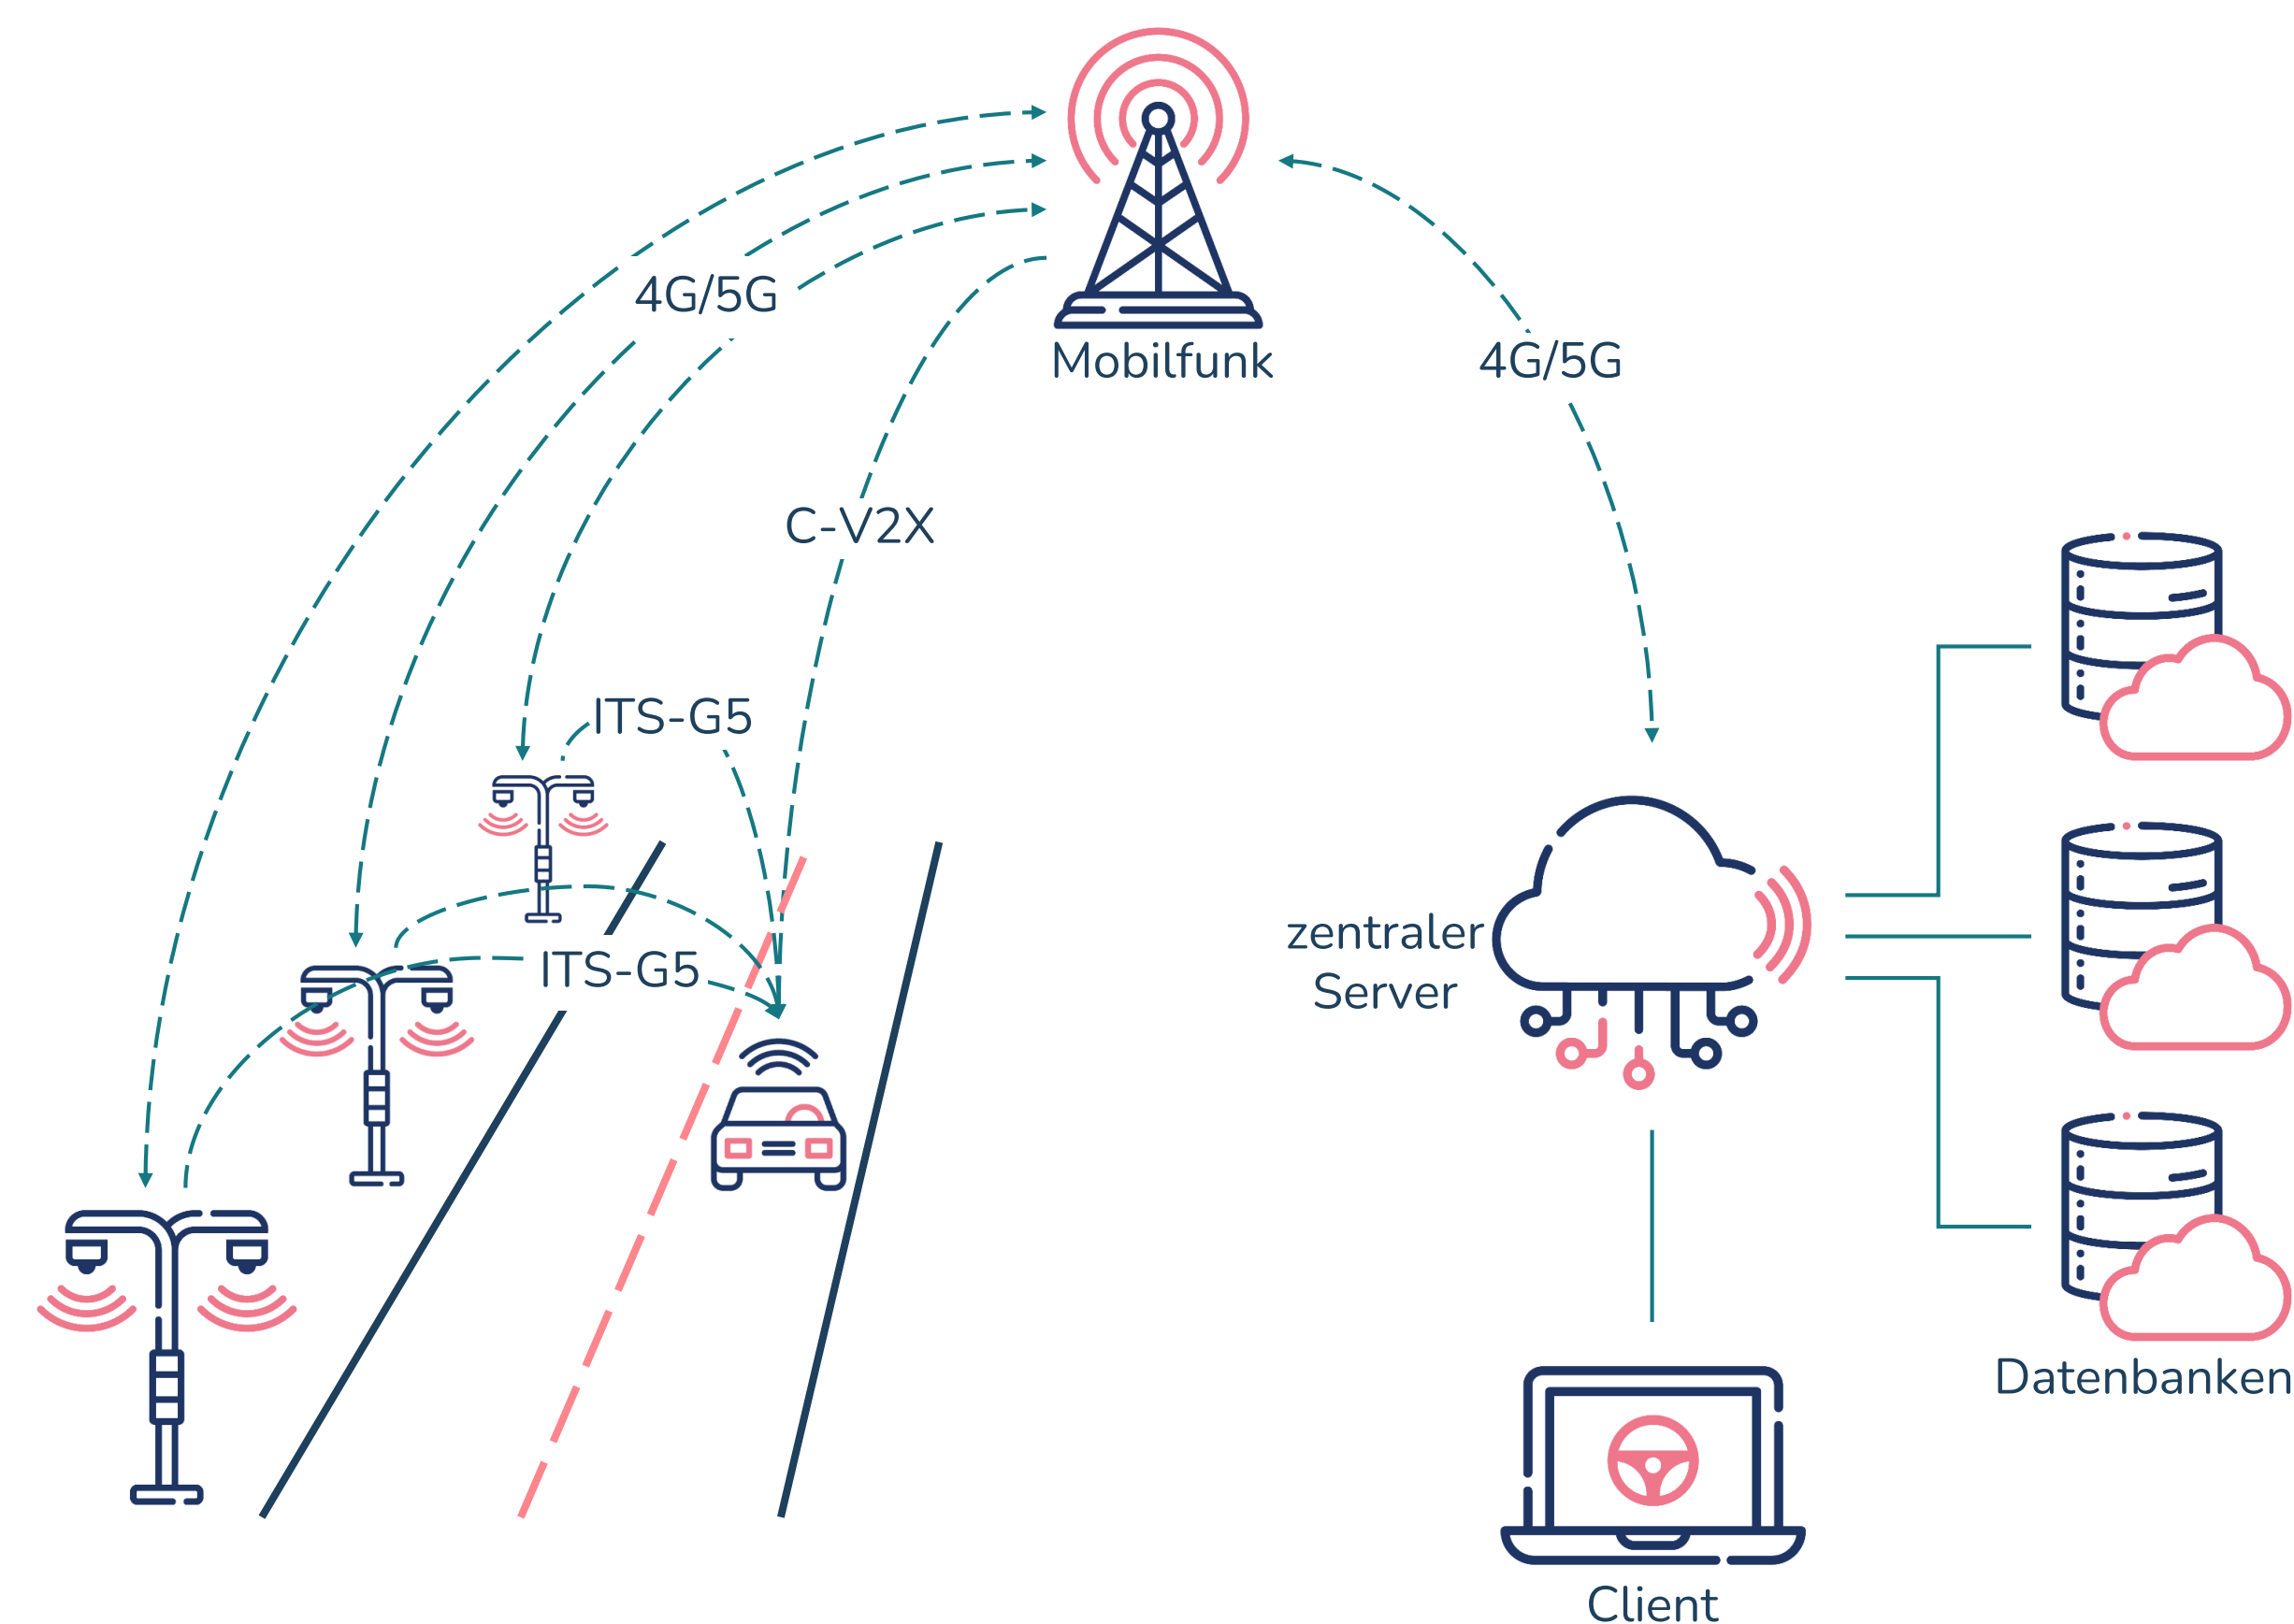 4G/5G
Mobilfunk
4G/5G
C-V2X
ITS-G5
ITS-G5
zentraler
Server
Datenbanken
Client